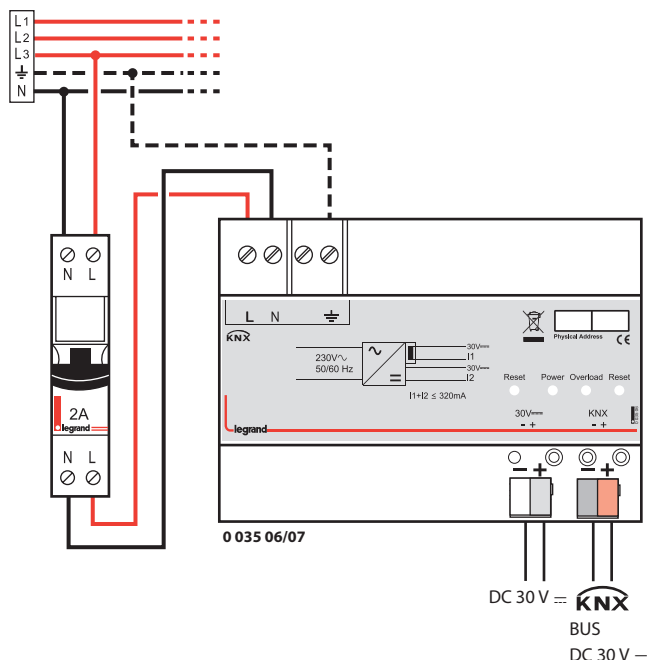 L1
L2
L3
N
N L
2A
legrand
N L
L N
KNX
230V~
50/60 Hz
30V
I1
30V
I2
I1+I2 ≤ 320mA
Physical Address
CE
Reset Power Overload Reset
30V KNX
- + - +
legrand
- + - +
0 035 06/07
DC 30 V KNX
BUS
DC 30 V